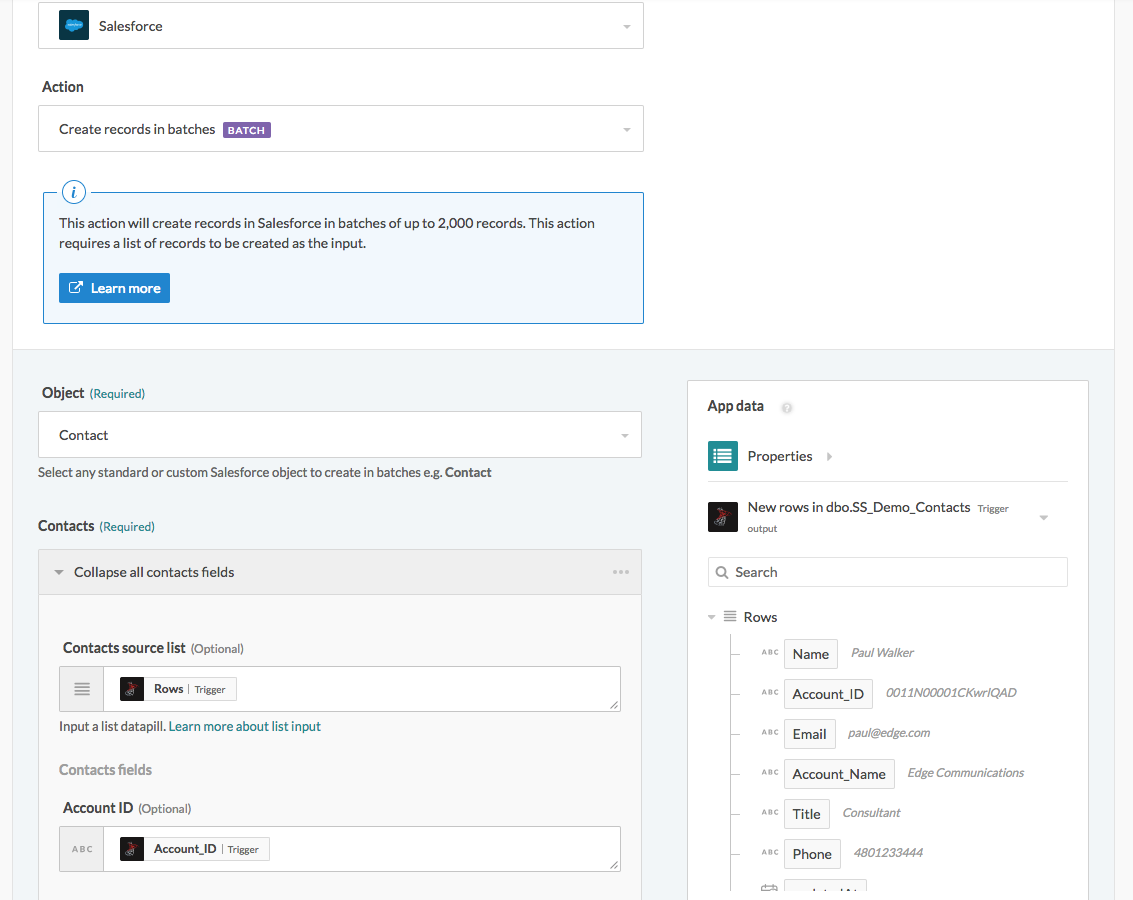 Salesforce
Action
Create records in batches BATCH
i
This action will create records in Salesforce in batches of up to 2,000 records. This action
requires a list of records to be created as the input.
Learn more
Object (Required)
Contact
Select any standard or custom Salesforce object to create in batches e.g. Contact
Contacts (Required)
Collapse all contacts fields
Contacts source list (Optional)
Rows | Trigger
Input a list datapill. Learn more about list input
Contacts fields
Account ID (Optional)
ABC Account_ID | Trigger
App data ?
Properties
New rows in dbo.SS_Demo_Contacts Trigger
output
Search
Rows
ABC Name Paul Walker
ABC Account_ID 0011N00001CKwrIQAD
ABC Email paul@edge.com
ABC Account_Name Edge Communications
ABC Title Consultant
ABC Phone 4801233444